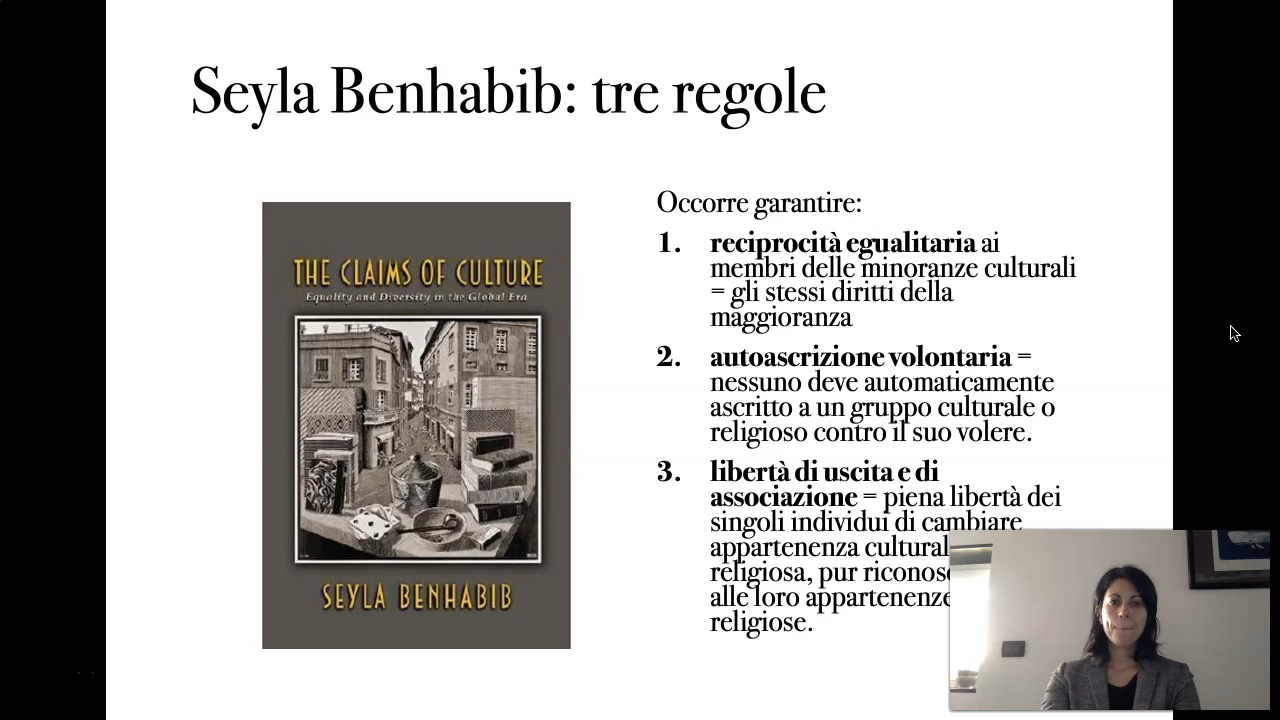 Seyla Benhabib: tre regole
THE CLAIMS OF CULTURE
Equality and Diversity in the Global Era
SEYLA BENHABIB
Occorre garantire:
1. reciprocità egualitaria ai
membri delle minoranze culturali
= gli stessi diritti della
maggioranza
2. autoascrizione volontaria =
nessuno deve automaticamente
ascritto a un gruppo culturale o
religioso contro il suo volere.
3. libertà di uscita e di
associazione = piena libertà dei
singoli individui di cambiare
appartenenza
religiosa, pur
alle loro appartenenze
religiose.